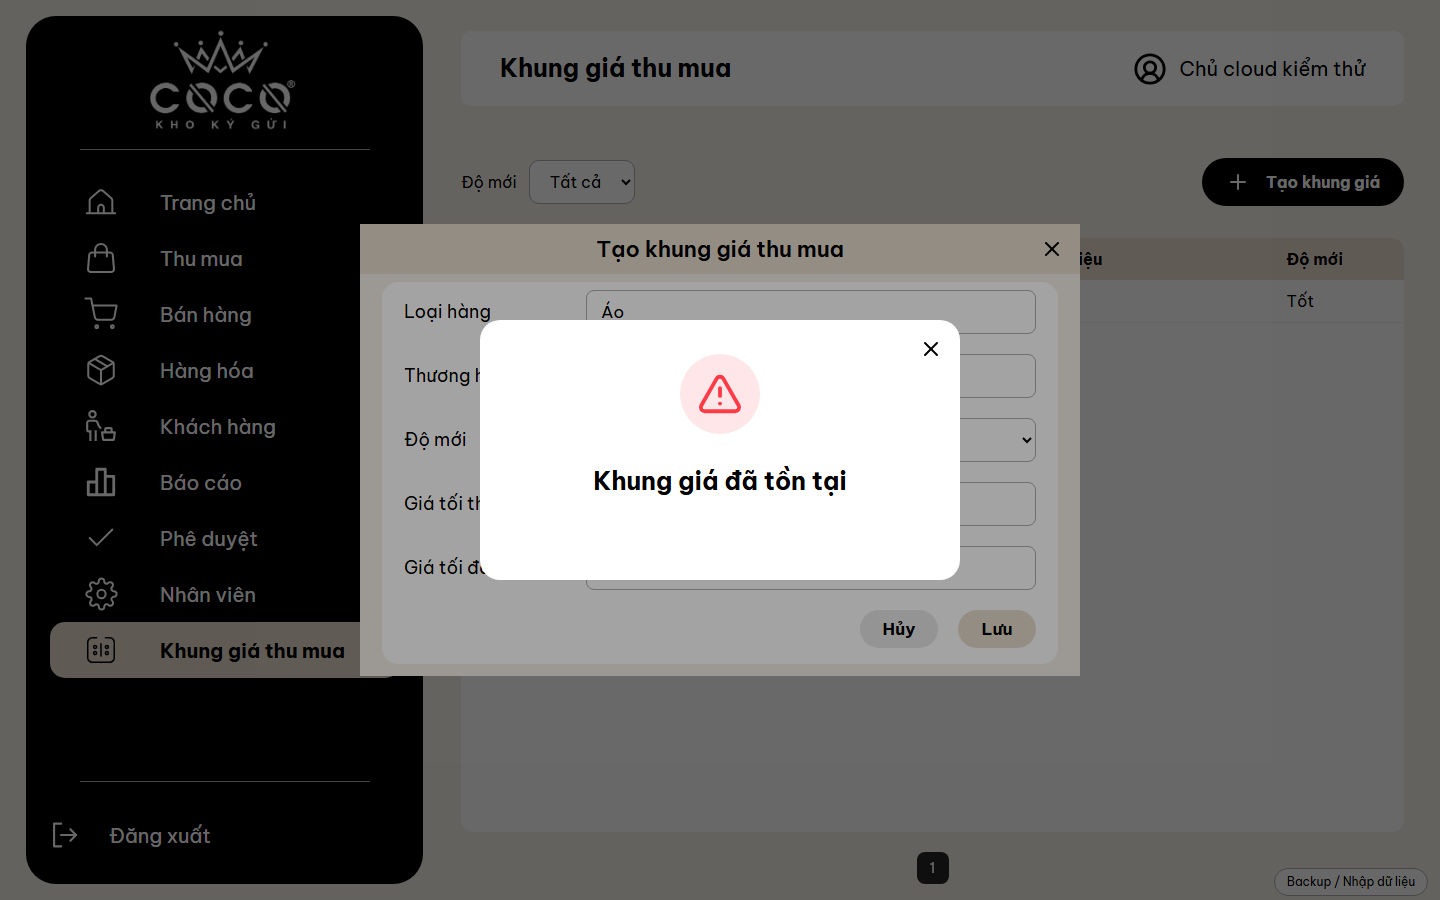 COCO®
KHO KÝ GỬI
Trang chủ
Thu mua
Bán hàng
Hàng hóa
Khách hàng
Báo cáo
Phê duyệt
Nhân viên
Khung giá thu mua
Đăng xuất
Khung giá thu mua
Chủ cloud kiểm thử
Độ mới
Tất cả
Tạo khung giá
Độ mới
Tốt
Tạo khung giá thu mua
Loại hàng
Áo
Thương
Độ mới
Giá tối
Giá tối
Khung giá đã tồn tại
Hủy
Lưu
1
Backup / Nhập dữ liệu